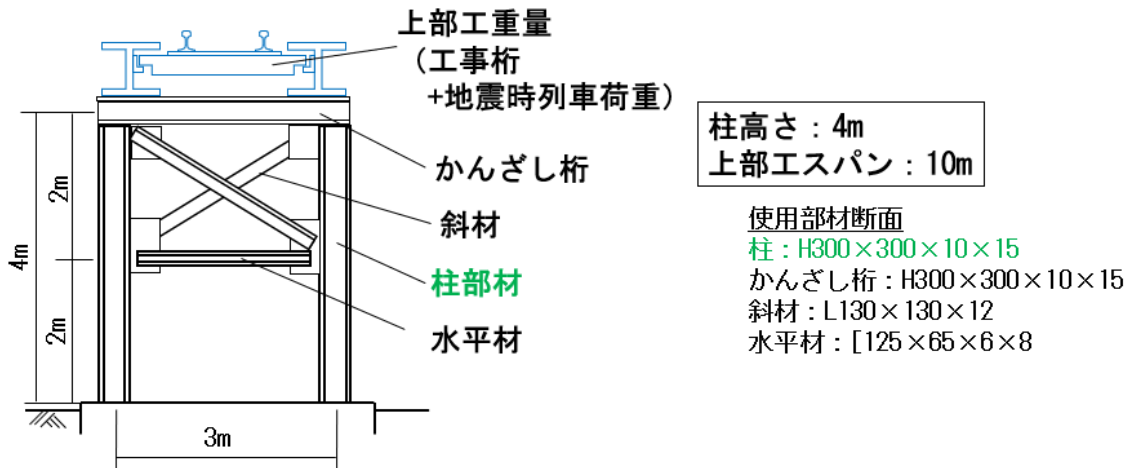 上部工重量
（工事桁
+地震時列車荷重）
かんざし桁
斜材
柱部材
水平材
2m
4m
2m
3m
柱高さ：4m
上部工スパン：10m
使用部材断面
柱：H300×300×10×15
かんざし桁：H300×300×10×15
斜材：L130×130×12
水平材：[125×65×6×8